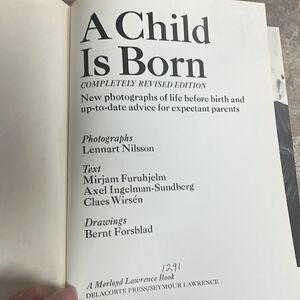 A Child
Is Born
COMPLETELY REVISED EDITION
New photographs of life before birth and
up-to-date advice for expectant parents
Photographs
Lennart Nilsson
Text
Mirjam Furuhjelm
Axel Ingelman-Sundberg
Claes Wirsén
Drawings
Bernt Forsblad
1291
A Merloyd Lawrence Book
DELACORTE PRESS/SEYMOUR LAWRENCE